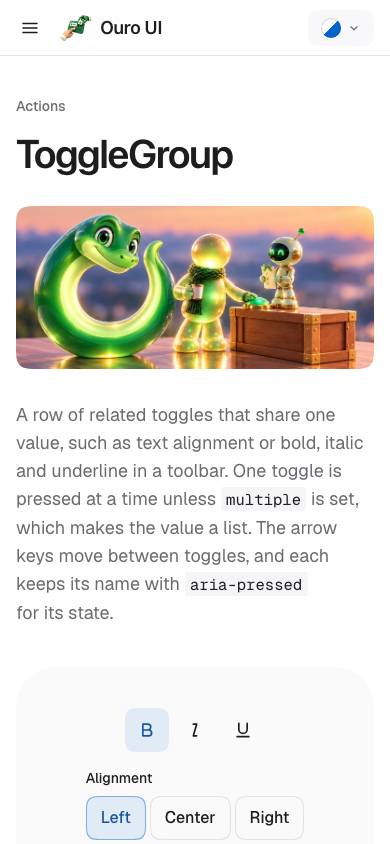 Ouro UI
Actions
ToggleGroup
A row of related toggles that share one
value, such as text alignment or bold, italic
and underline in a toolbar. One toggle is
pressed at a time unless multiple is set,
which makes the value a list. The arrow
keys move between toggles, and each
keeps its name with aria-pressed
for its state.
B I U
Alignment
Left Center Right